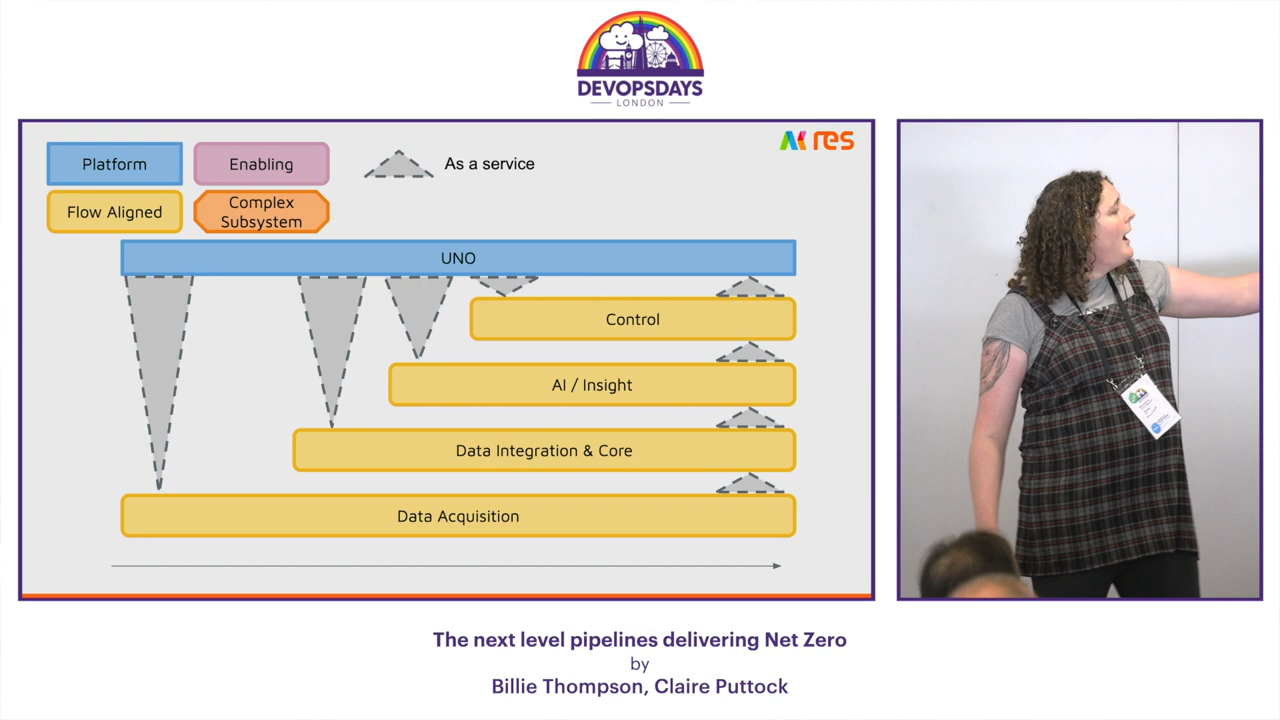 DEVOPSDAYS
LONDON
res
Platform
Enabling
As a service
Flow Aligned
Complex
Subsystem
UNO
Control
AI / Insight
Data Integration & Core
Data Acquisition
The next level pipelines delivering Net Zero
by
Billie Thompson, Claire Puttock